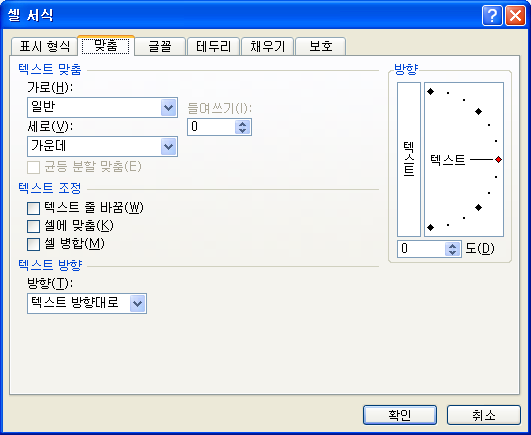 셀 서식
표시 형식 맞춤 글꼴 테두리 채우기 보호
텍스트 맞춤
가로(H):
일반
들여쓰기(I):
세로(V):
0
가운데
균등 분할 맞춤(E)
텍스트 조정
텍스트 줄 바꿈(W)
셀에 맞춤(K)
셀 병합(M)
텍스트 방향
방향(T):
텍스트 방향대로
방향
텍스트
텍스트
0 도(D)
확인 취소